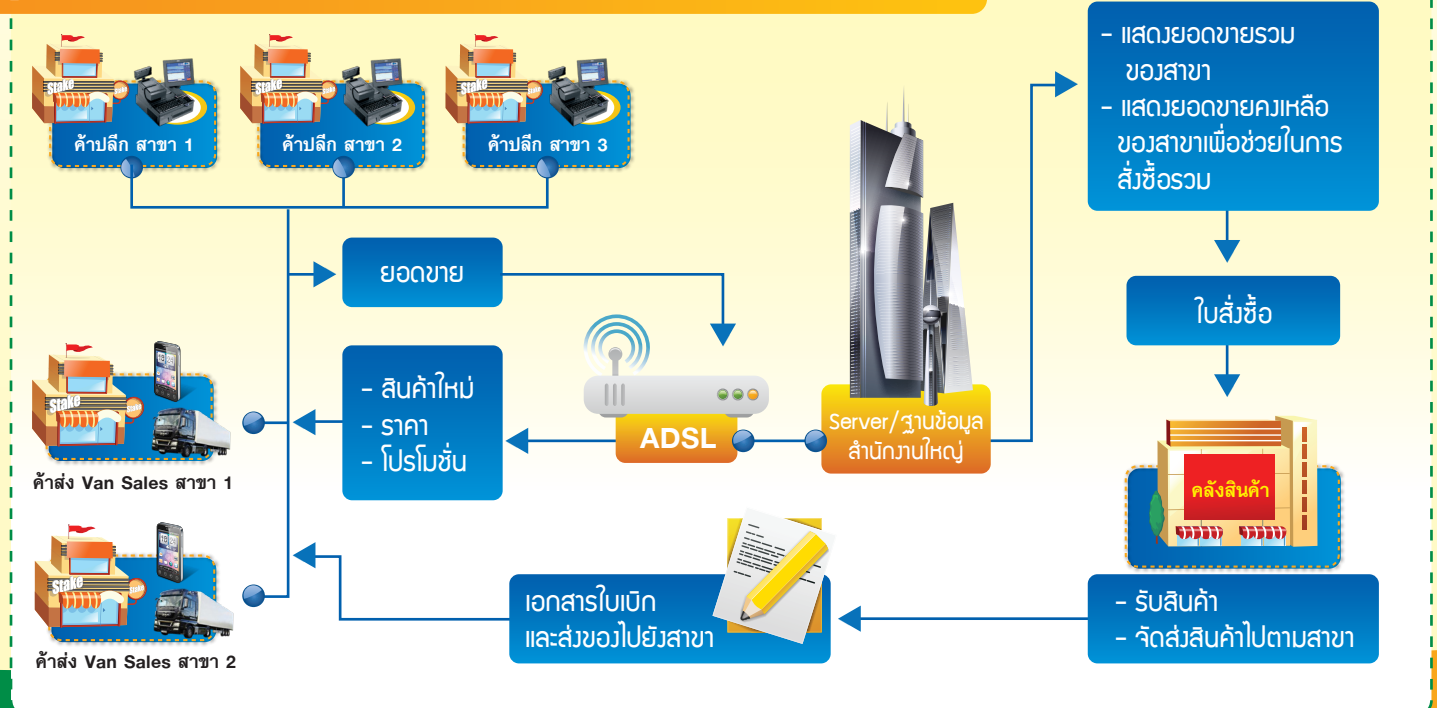 Stake
Stake
Stake
Stake
Stake
Stake
ค้าปลีก สาขา 1
ค้าปลีก สาขา 2
ค้าปลีก สาขา 3
- แสดงยอดขายรวม
ของสาขา
- แสดงยอดขายคงเหลือ
ของสาขาเพื่อช่วยในการ
สั่งซื้อรวม
ยอดขาย
ใบสั่งซื้อ
- สินค้าใหม่
- ราคา
- โปรโมชั่น
ADSL
Server/ฐานข้อมูล
สำนักงานใหญ่
Stake
Stake
ค้าส่ง Van Sales สาขา 1
คลังสินค้า
Stake
Stake
ค้าส่ง Van Sales สาขา 2
เอกสารใบเบิก
และส่งของไปยังสาขา
- รับสินค้า
- จัดส่งสินค้าไปตามสาขา